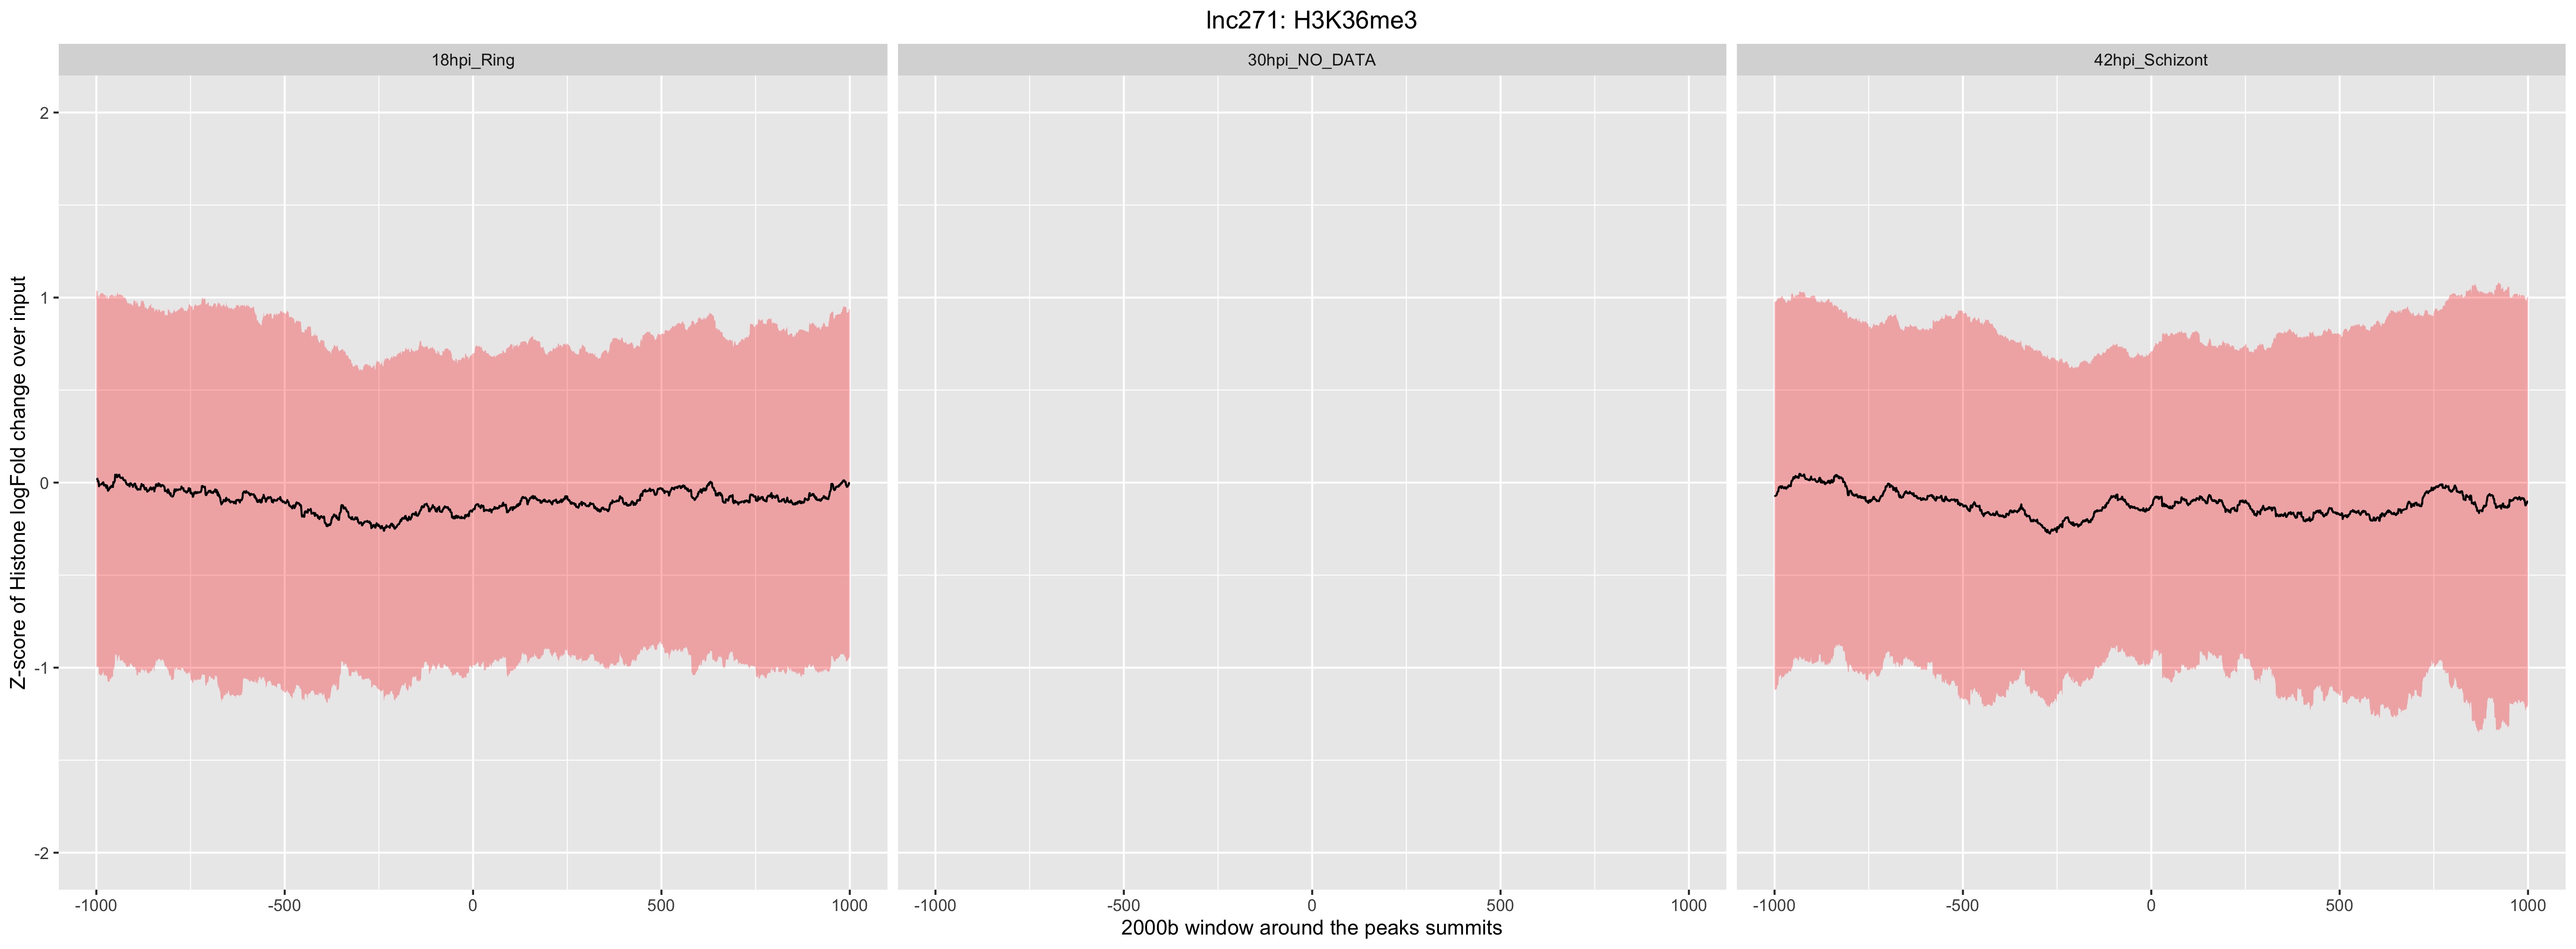 lnc271: H3K36me3
18hpi_Ring
30hpi_NO_DATA
42hpi_Schizont
Z-score of Histone logFold change over input
2
1
0
-1
-2
-1000 -500 0 500 1000
-1000 -500 0 500 1000
-1000 -500 0 500 1000
2000b window around the peaks summits